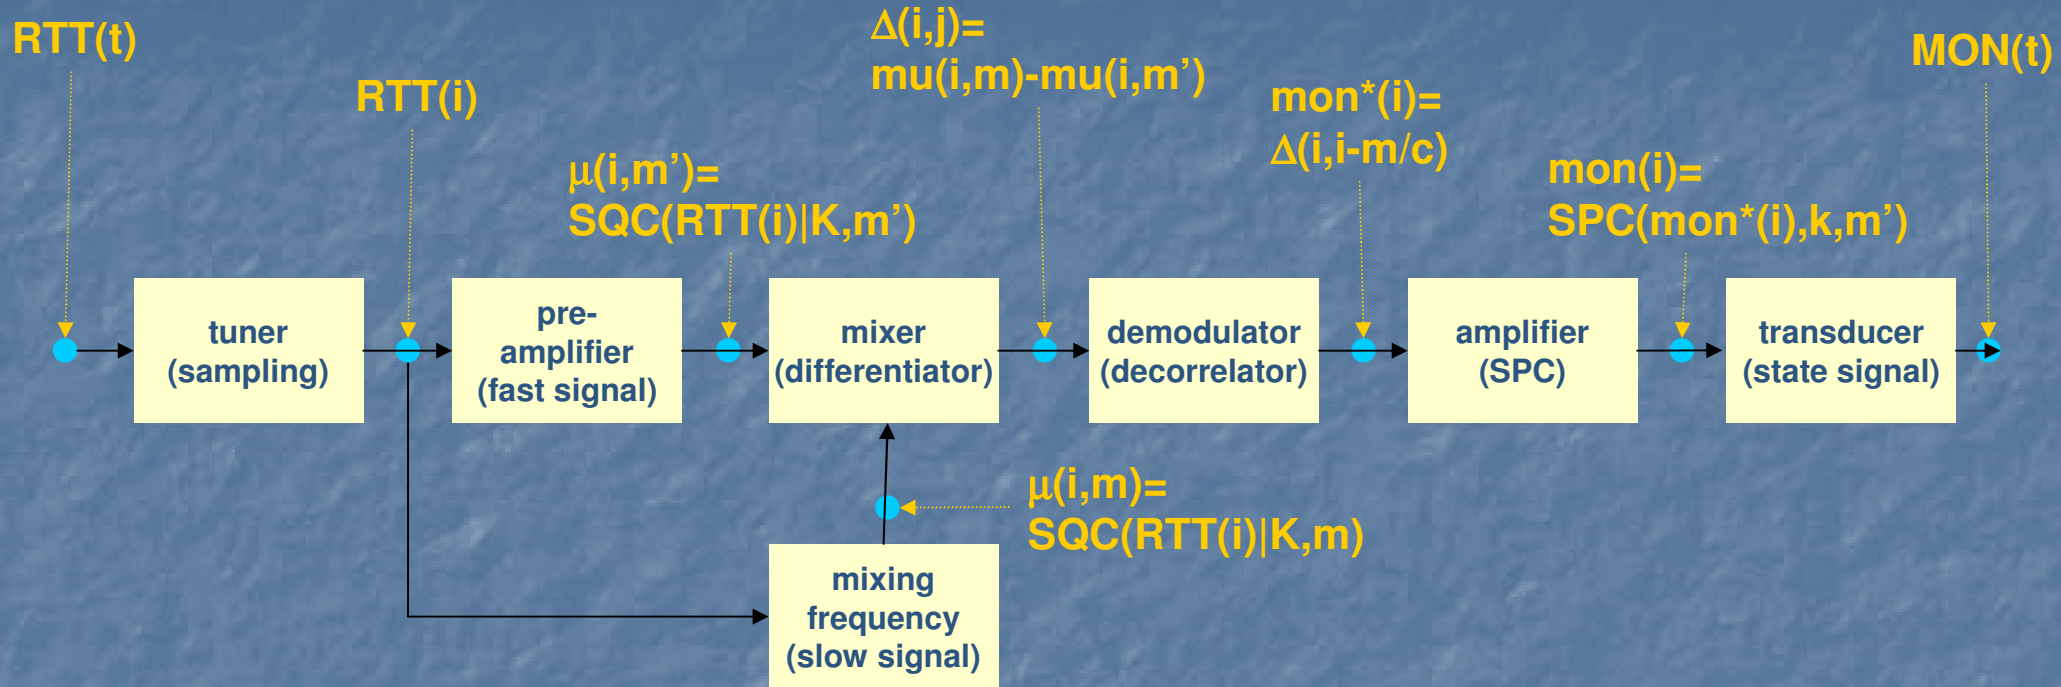 RTT(t)
RTT(i)
μ(i,m’)=
SQC(RTT(i)|K,m’)
Δ(i,j)=
mu(i,m)-mu(i,m’)
mon*(i)=
Δ(i,i-m/c)
mon(i)=
SPC(mon*(i),k,m’)
MON(t)
tuner
(sampling)
pre-
amplifier
(fast signal)
mixer
(differentiator)
demodulator
(decorrelator)
amplifier
(SPC)
transducer
(state signal)
μ(i,m)=
SQC(RTT(i)|K,m)
mixing
frequency
(slow signal)